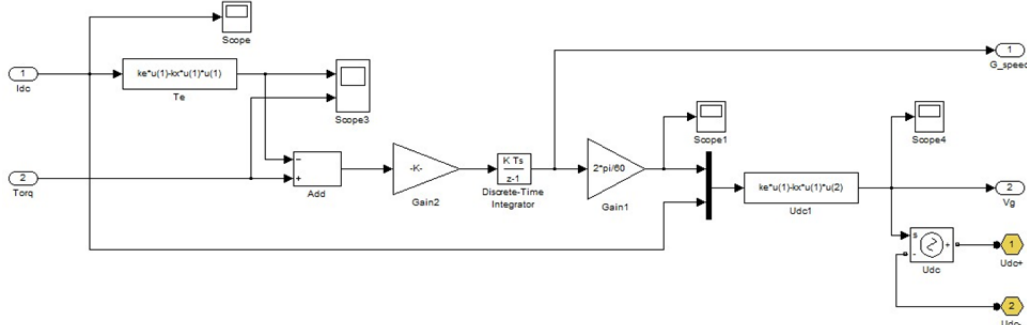 Scope
1
Idc
ke*u(1)-kx*u(1)*u(1)
Te
Scope3
1
G_speed
2
Torq
-
+
Add
-K-
Gain2
K Ts
z-1
Discrete-Time
Integrator
2*pi/60
Gain1
Scope1
ke*u(1)-kx*u(1)*u(2)
Udc1
Scope4
2
Vg
s
+
-
Udc
1
Udc+
2
Udc-